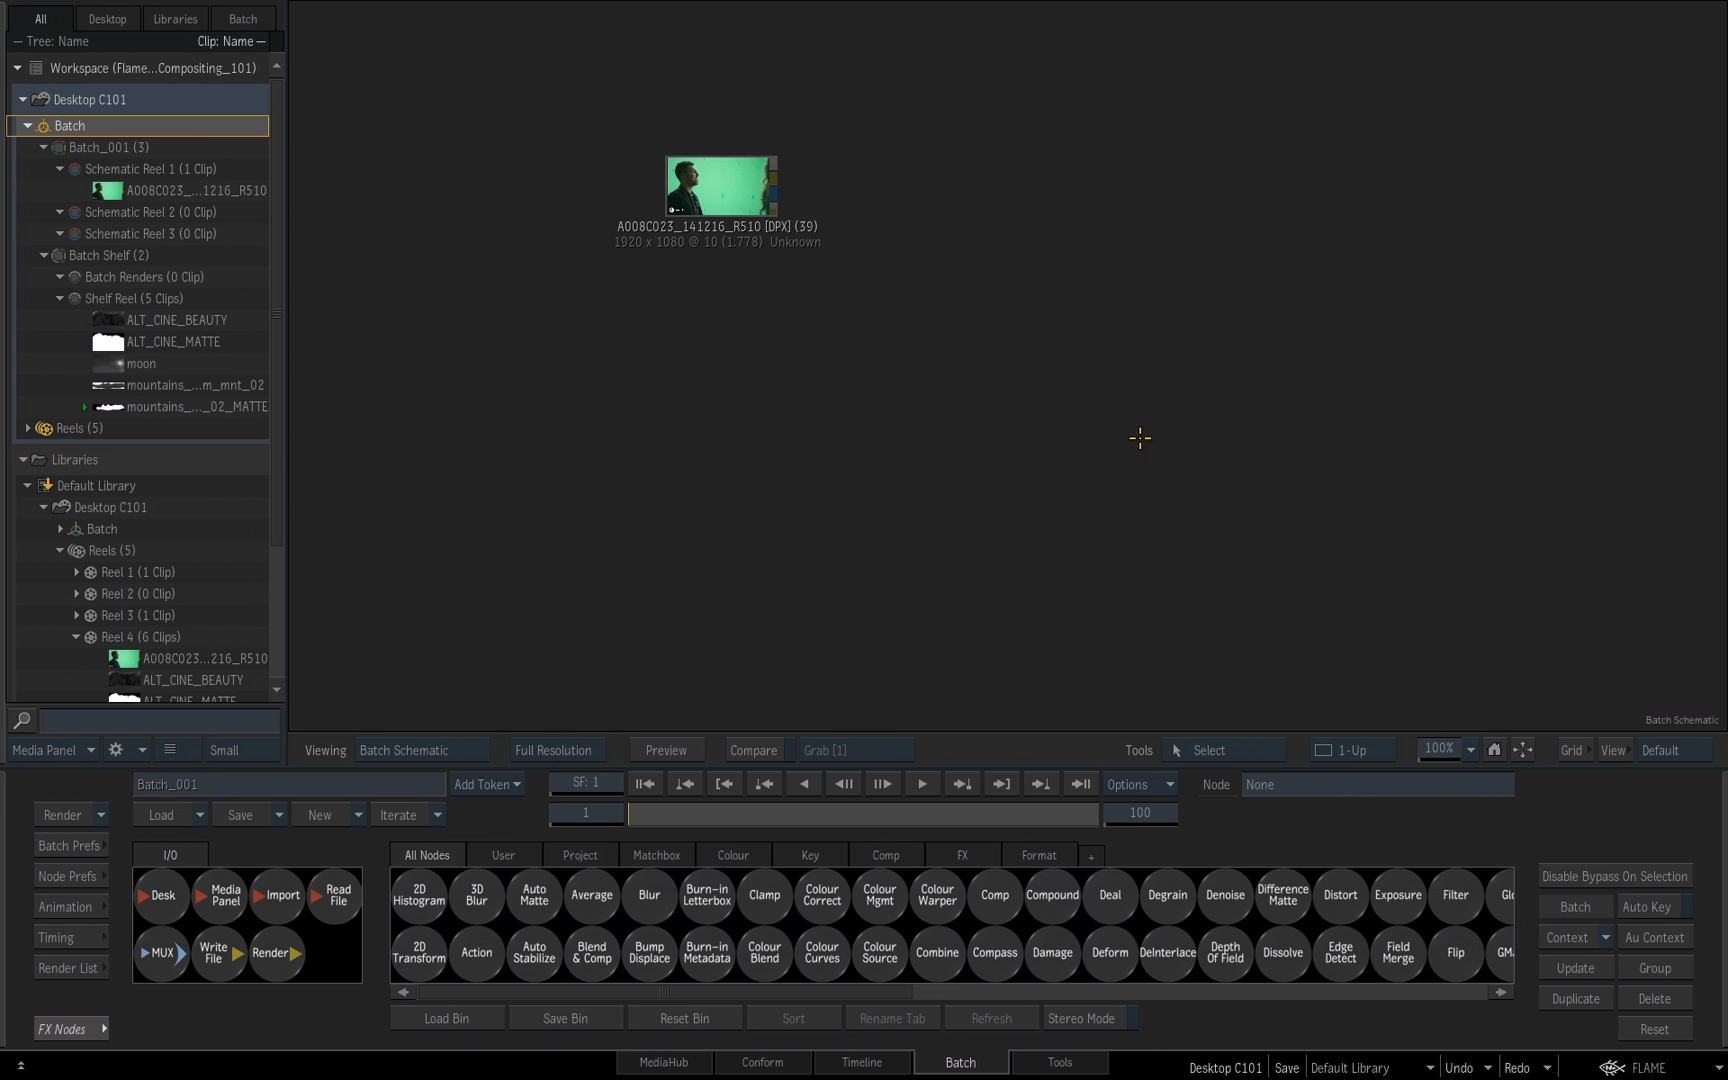 All Desktop Libraries Batch
Tree: Name Clip: Name
Workspace (Flame...Compositing_101)
Desktop C101
Batch
Batch_001 (3)
Schematic Reel 1 (1 Clip)
A008C023_...1216_R510
Schematic Reel 2 (0 Clip)
Schematic Reel 3 (0 Clip)
Batch Shelf (2)
Batch Renders (0 Clip)
Shelf Reel (5 Clips)
ALT_CINE_BEAUTY
ALT_CINE_MATTE
moon
mountains_...m_mnt_02
mountains_..._02_MATTE
Reels (5)
Libraries
Default Library
Desktop C101
Batch
Reels (5)
Reel 1 (1 Clip)
Reel 2 (0 Clip)
Reel 3 (1 Clip)
Reel 4 (6 Clips)
A008C023...216_R510
ALT_CINE_BEAUTY
ALT_CINE_MATTE
A008C023_141216_R510 [DPX] (39)
1920 x 1080 @ 10 (1.778) Unknown
Batch Schematic
Media Panel Small Viewing Batch Schematic Full Resolution Preview Compare Grab [1] Tools Select 1-Up 100% Grid View Default
Batch_001 Add Token SF: 1 Options Node None
Render Load Save New Iterate 1 100
Batch Prefs I/O All Nodes User Project Matchbox Colour Key Comp FX Format +
Node Prefs
Animation
Timing
Render List
FX Nodes
Desk Media Panel Import Read File
MUX Write File Render
2D Histogram 3D Blur Auto Matte Average Blur Burn-in Letterbox Clamp Colour Correct Colour Mgmt Colour Warper Comp Compound Deal Degrain Denoise Difference Matte Distort Exposure Filter
2D Transform Action Auto Stabilize Blend & Comp Bump Displace Burn-in Metadata Colour Blend Colour Curves Colour Source Combine Compass Damage Deform DeInterlace Depth Of Field Dissolve Edge Detect Field Merge Flip
Load Bin Save Bin Reset Bin Sort Rename Tab Refresh Stereo Mode
Disable Bypass On Selection
Batch Auto Key
Context Au Context
Update Group
Duplicate Delete
Reset
MediaHub Conform Timeline Batch Tools Desktop C101 Save Default Library Undo Redo FLAME